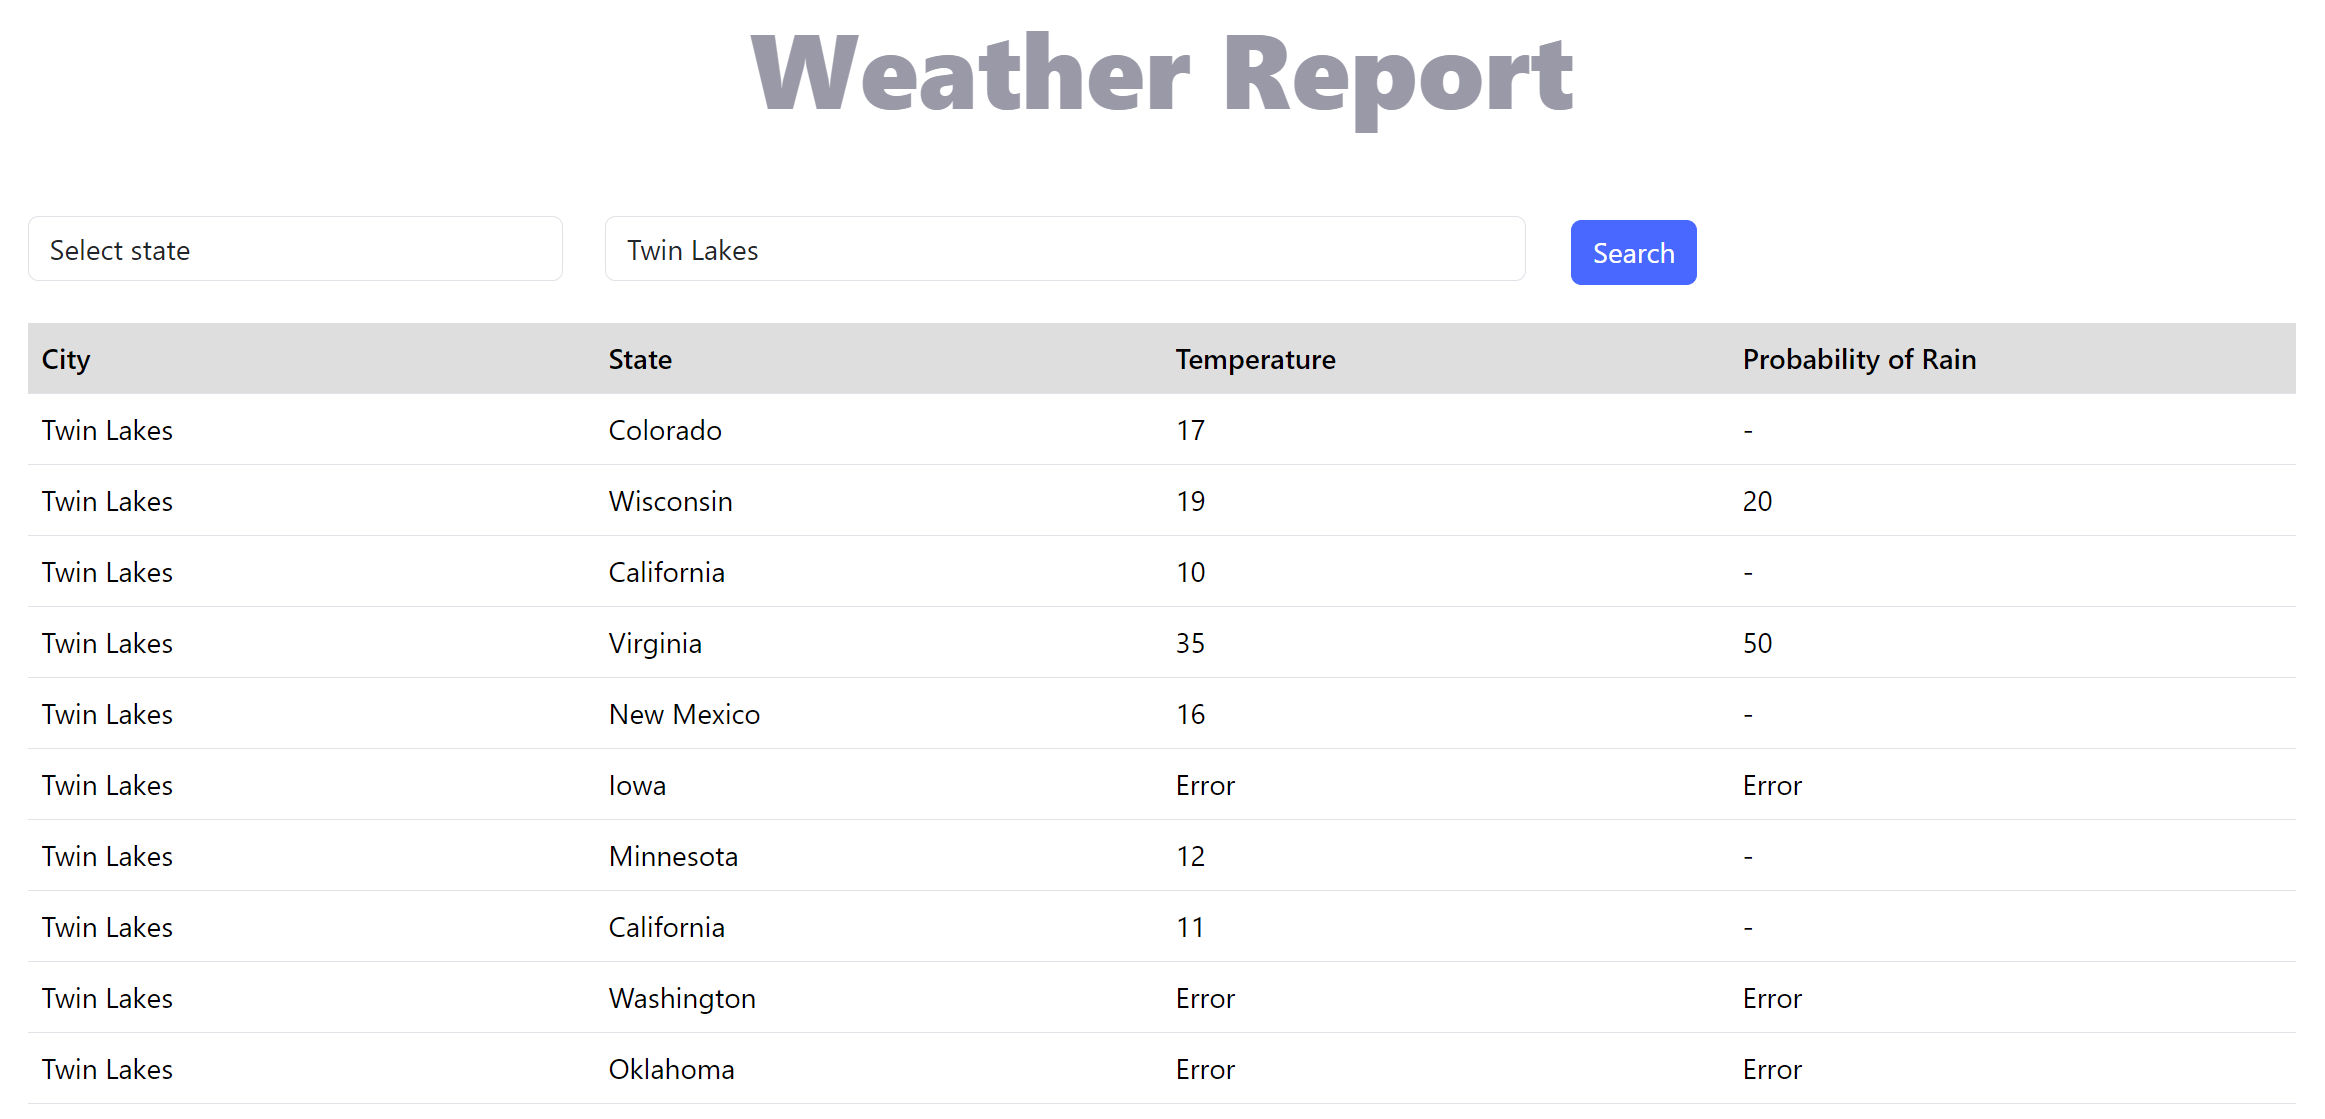 Weather Report
Select state Twin Lakes Search
City State Temperature Probability of Rain
Twin Lakes Colorado 17 -
Twin Lakes Wisconsin 19 20
Twin Lakes California 10 -
Twin Lakes Virginia 35 50
Twin Lakes New Mexico 16 -
Twin Lakes Iowa Error Error
Twin Lakes Minnesota 12 -
Twin Lakes California 11 -
Twin Lakes Washington Error Error
Twin Lakes Oklahoma Error Error